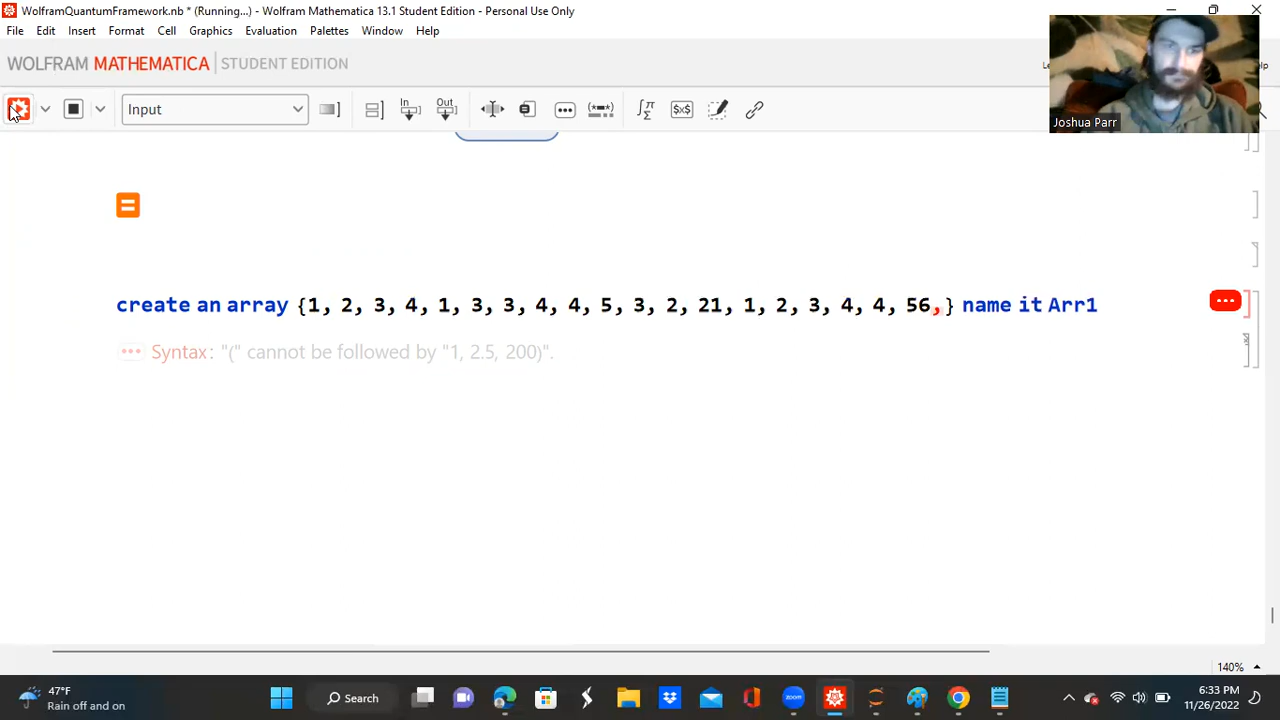 WolframQuantumFramework.nb * (Running...) - Wolfram Mathematica 13.1 Student Edition - Personal Use Only
File Edit Insert Format Cell Graphics Evaluation Palettes Window Help
WOLFRAM MATHEMATICA | STUDENT EDITION
Input
In
Out
Joshua Parr
=
create an array {1, 2, 3, 4, 1, 3, 3, 4, 4, 5, 3, 2, 21, 1, 2, 3, 4, 4, 56,} name it Arr1
Syntax: "(" cannot be followed by "1, 2.5, 200)".
140%
47°F
Rain off and on
Search
zoom
6:33 PM
11/26/2022